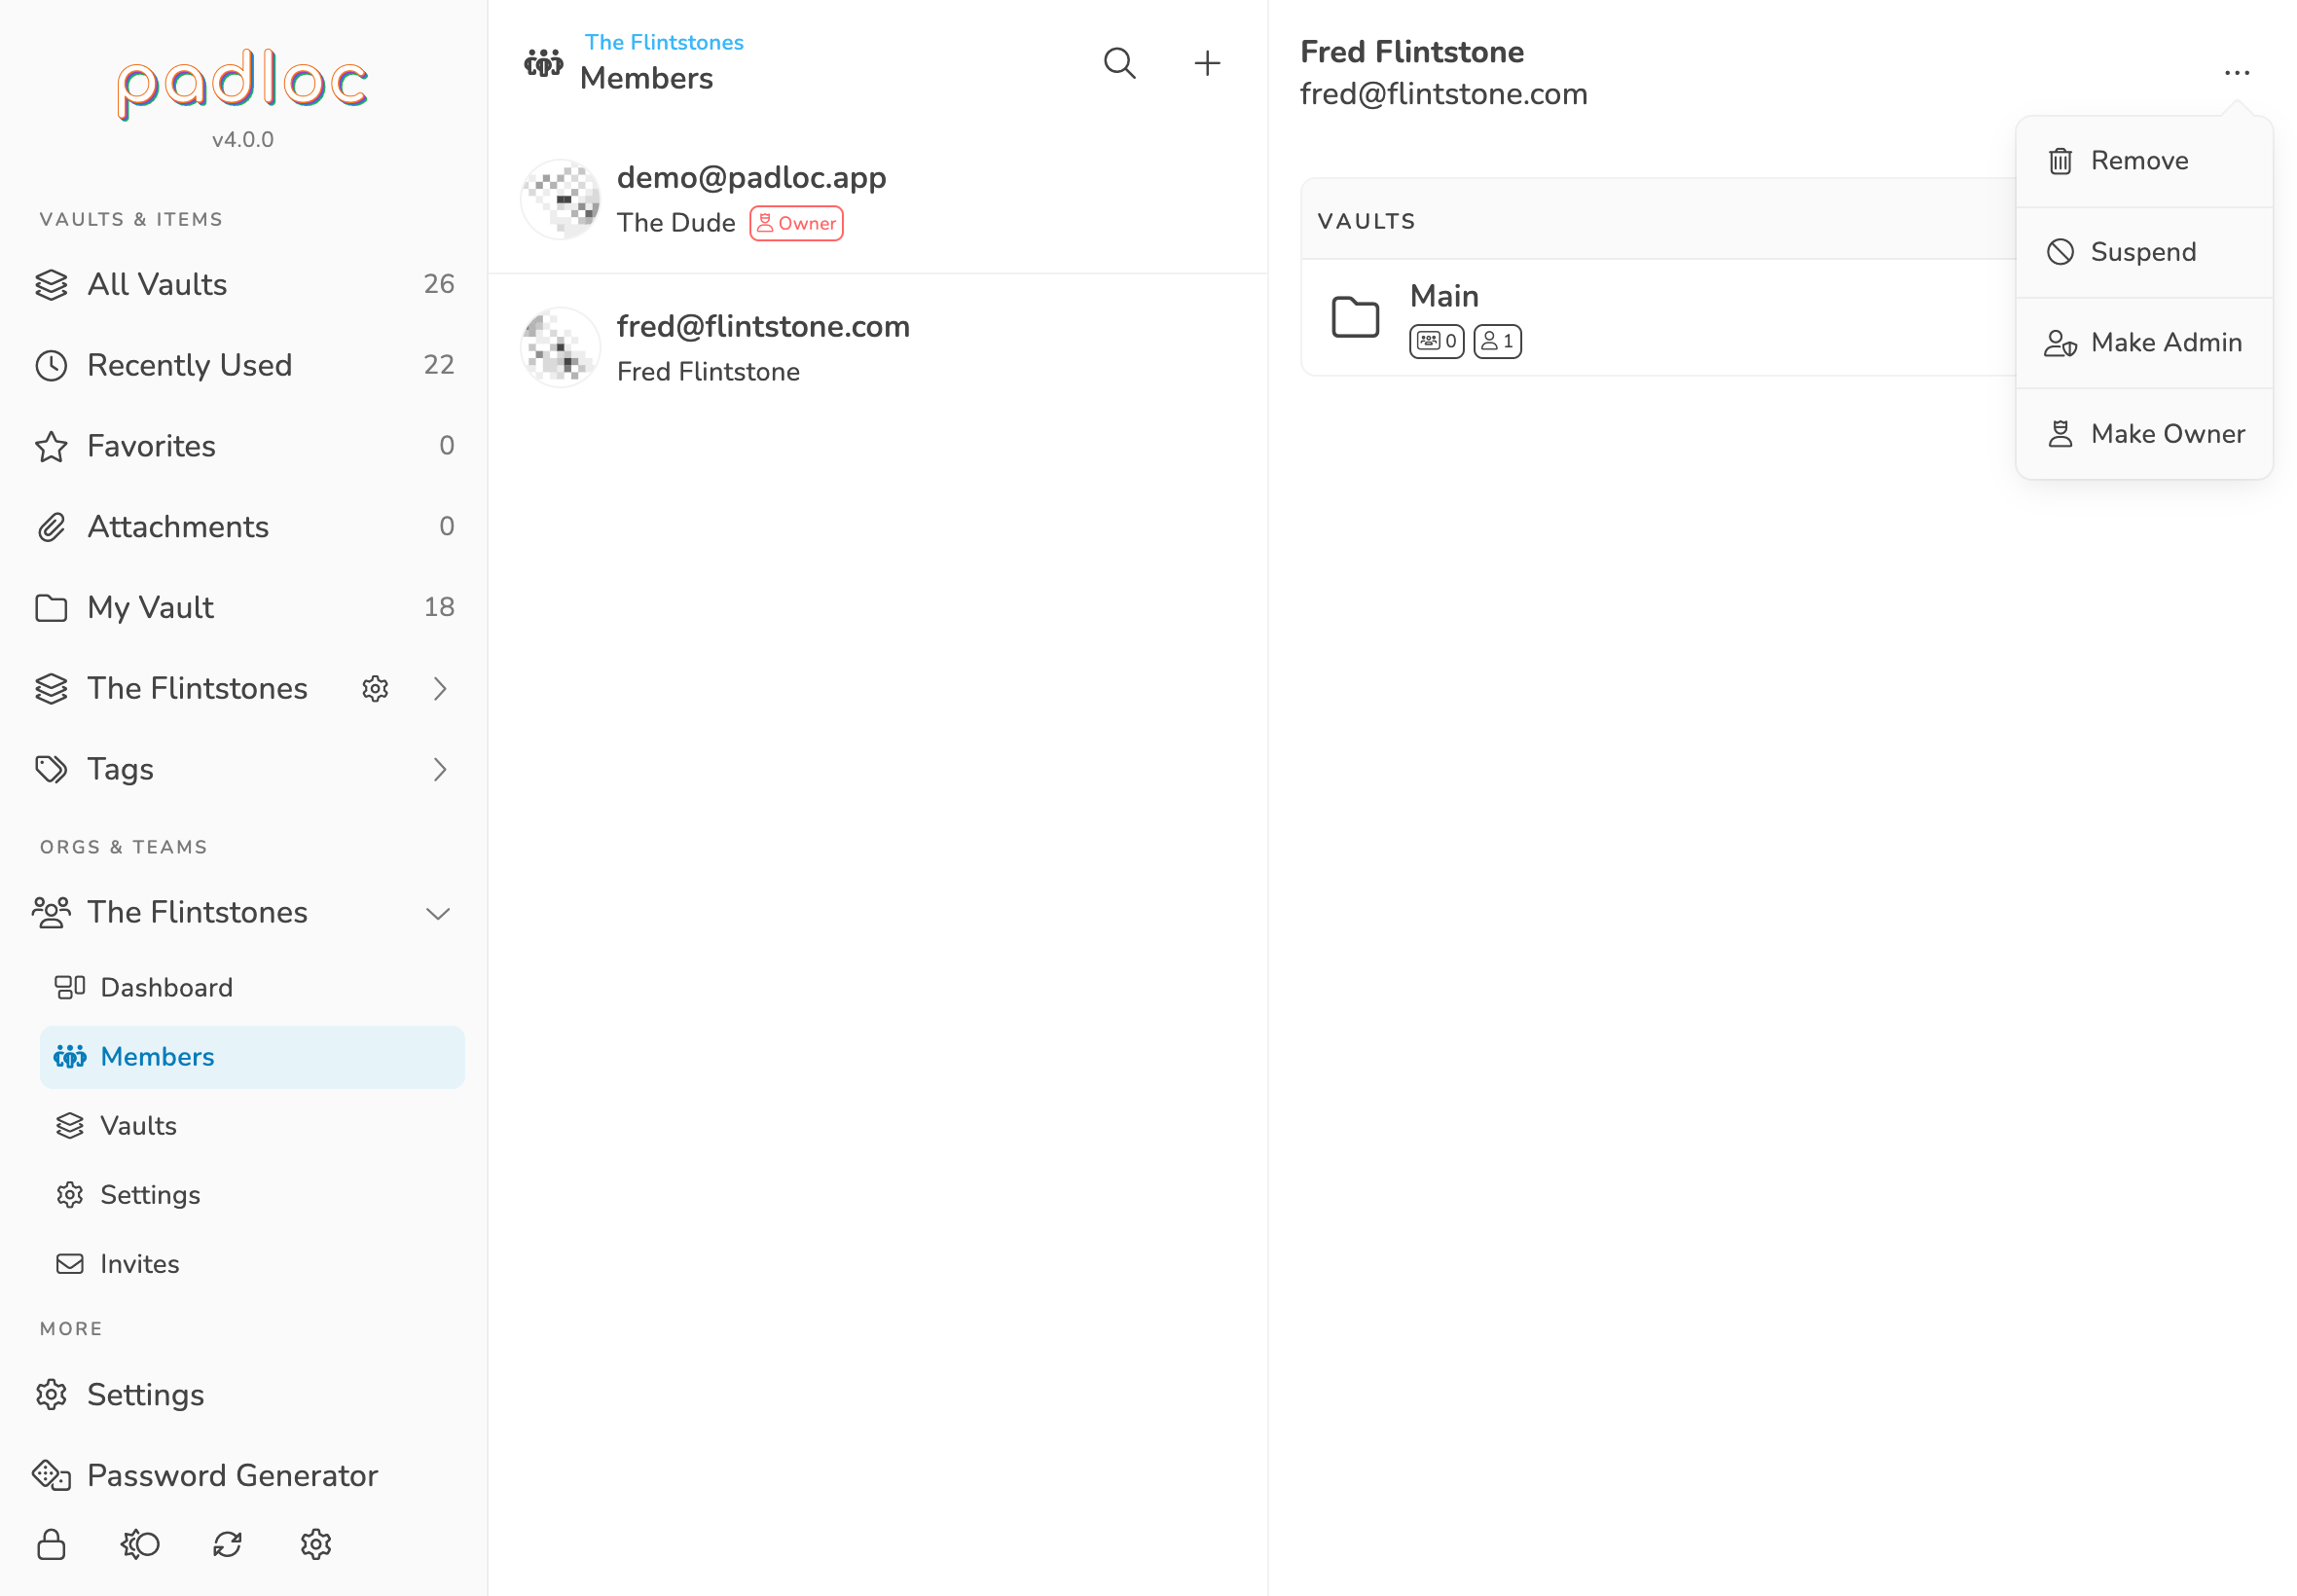 padloc
v4.0.0
VAULTS & ITEMS
All Vaults 26
Recently Used 22
Favorites 0
Attachments 0
My Vault 18
The Flintstones
Tags
ORGS & TEAMS
The Flintstones
Dashboard
Members
Vaults
Settings
Invites
MORE
Settings
Password Generator
The Flintstones
Members
demo@padloc.app
The Dude Owner
fred@flintstone.com
Fred Flintstone
Fred Flintstone
fred@flintstone.com
VAULTS
Main
0 1
Remove
Suspend
Make Admin
Make Owner